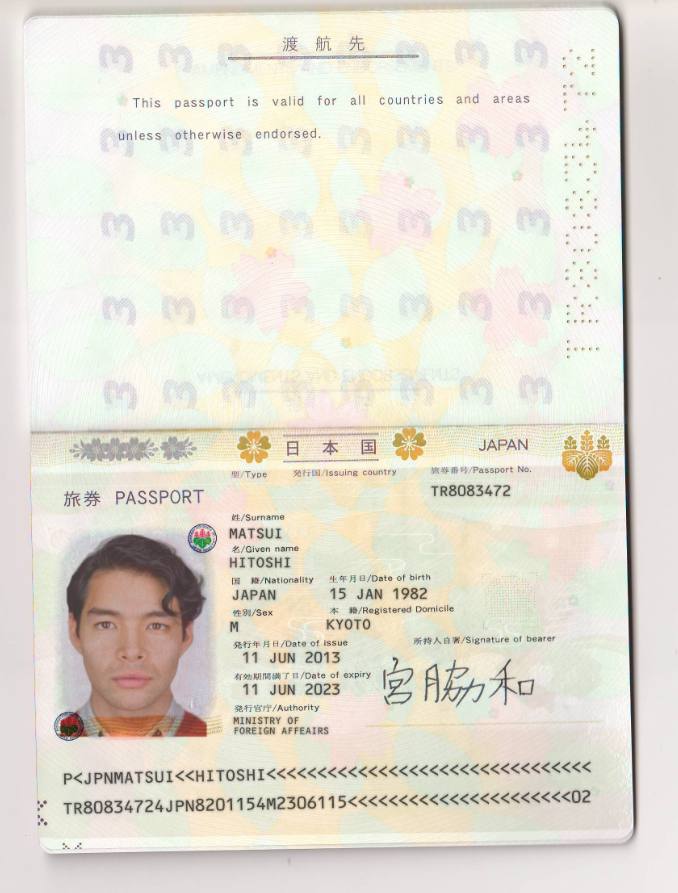 渡航先
This passport is valid for all countries and areas
unless otherwise endorsed.
日本国 JAPAN
型/Type 発行国/Issuing country 旅券番号/Passport No.
旅券 PASSPORT TR8083472
姓/Surname
MATSUI
名/Given name
HITOSHI
国 籍/Nationality 生年月日/Date of birth
JAPAN 15 JAN 1982
性別/Sex 本 籍/Registered Domicile
M KYOTO
発行年月日/Date of issue 所持人自署/Signature of bearer
11 JUN 2013
有効期間満了日/Date of expiry
11 JUN 2023 宮脇和
発行官庁/Authority
MINISTRY OF
FOREIGN AFFEAIRS
P<JPNMATSUI<<HITOSHI<<<<<<<<<<<<<<<<<<<<<<<<<<<<<<
TR80834724JPN8201154M2306115<<<<<<<<<<<<<<<<<<<<<02